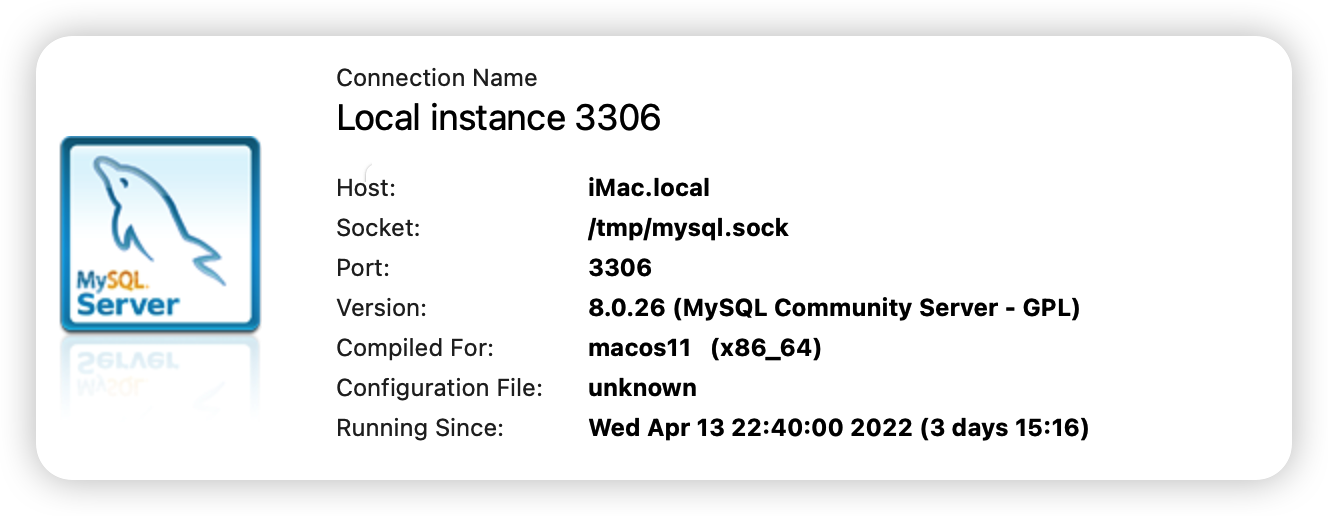 Connection Name
Local instance 3306
Host: iMac.local
Socket: /tmp/mysql.sock
Port: 3306
Version: 8.0.26 (MySQL Community Server - GPL)
Compiled For: macos11 (x86_64)
Configuration File: unknown
Running Since: Wed Apr 13 22:40:00 2022 (3 days 15:16)
MySQL.
Server